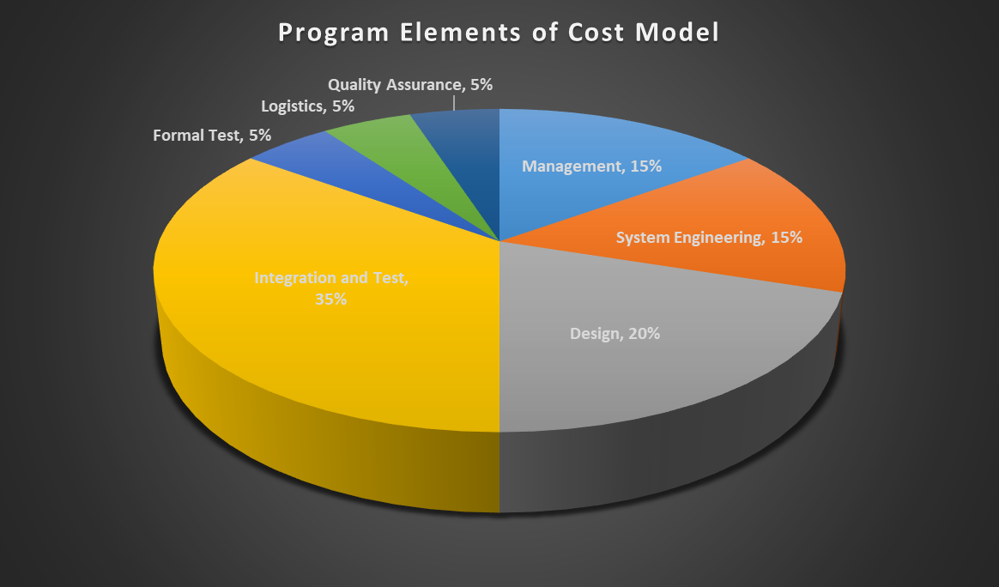 Program Elements of Cost Model
Quality Assurance, 5%
Logistics, 5%
Formal Test, 5%
Management, 15%
System Engineering, 15%
Integration and Test,
35%
Design, 20%